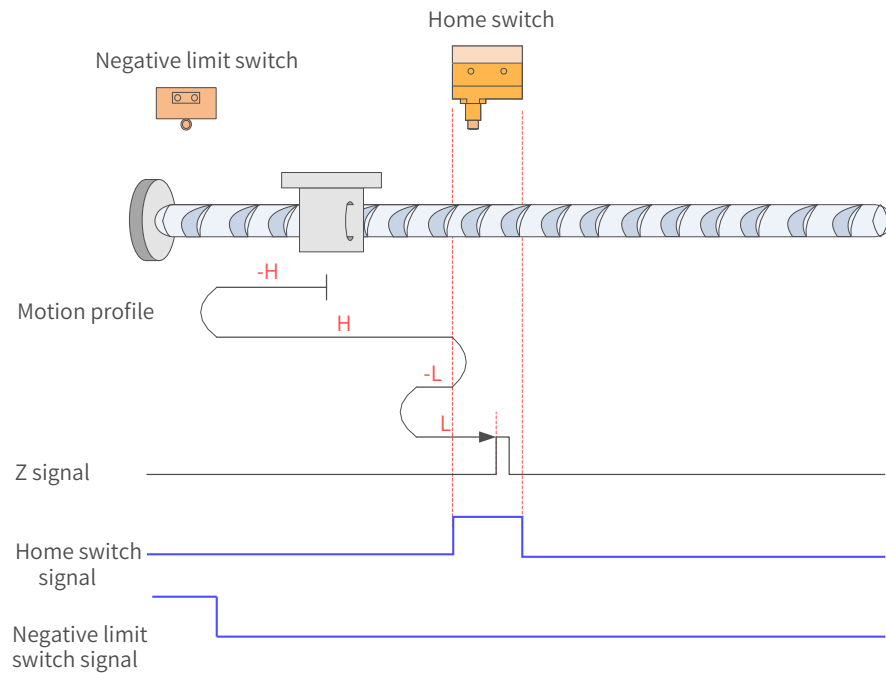 Home switch
Negative limit switch
-H
Motion profile
H
-L
L
Z signal
Home switch
signal
Negative limit
switch signal